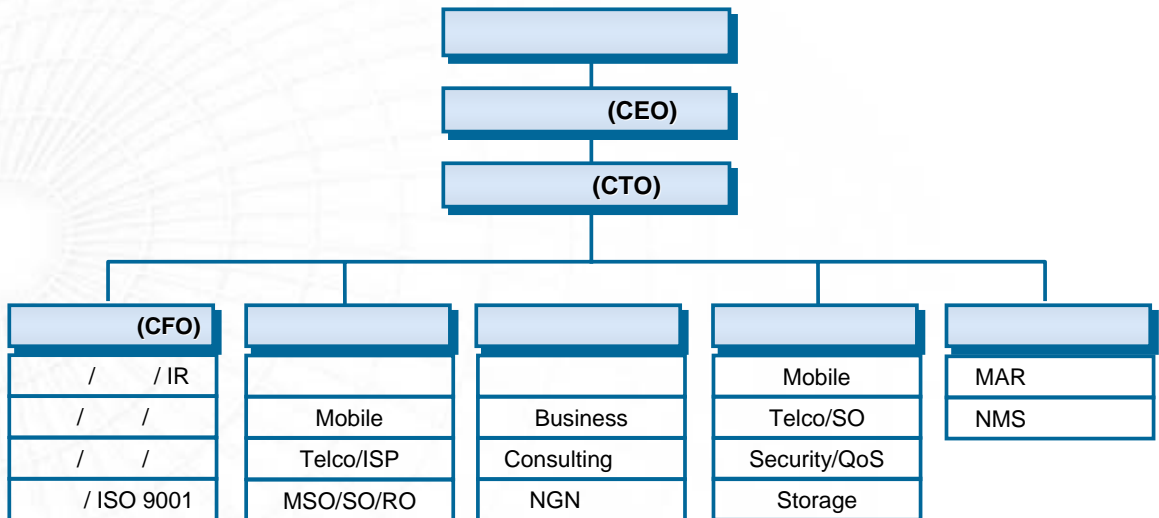 (CEO)
(CTO)
(CFO)
/ / IR
/ /
/ /
/ ISO 9001
Mobile
Telco/ISP
MSO/SO/RO
Business
Consulting
NGN
Mobile
Telco/SO
Security/QoS
Storage
MAR
NMS